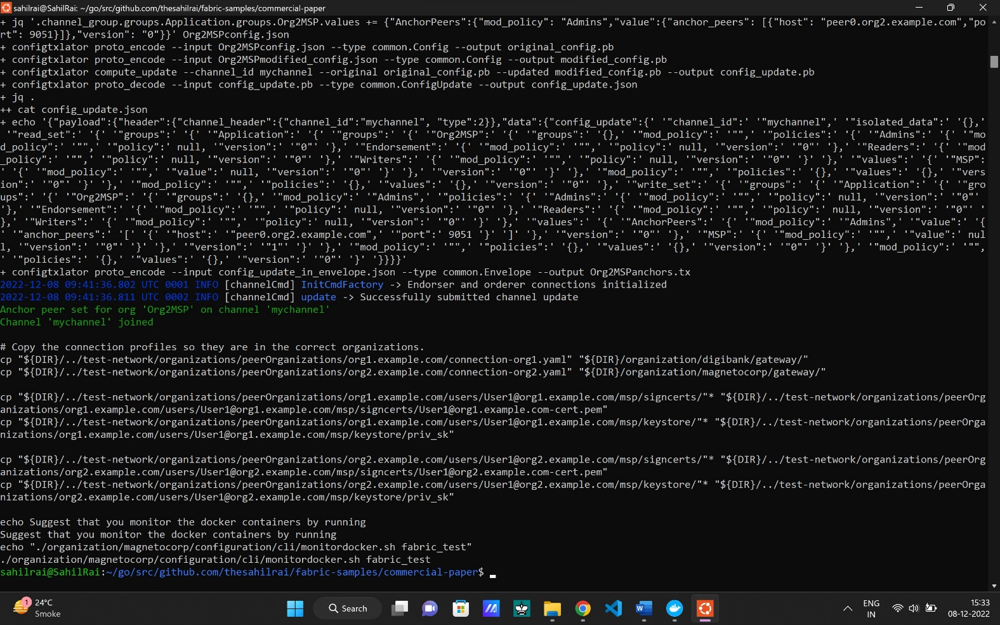 sahilrai@SahilRai: ~/go/src/github.com/thesahilrai/fabric-samples/commercial-paper
+ jq '.channel_group.groups.Application.groups.Org2MSP.values += {"AnchorPeers":{"mod_policy": "Admins","value":{"anchor_peers": [{"host": "peer0.org2.example.com","po
rt": 9051}]},"version": "0"}}' Org2MSPconfig.json
+ configtxlator proto_encode --input Org2MSPconfig.json --type common.Config --output original_config.pb
+ configtxlator proto_encode --input Org2MSPmodified_config.json --type common.Config --output modified_config.pb
+ configtxlator compute_update --channel_id mychannel --original original_config.pb --updated modified_config.pb --output config_update.pb
+ configtxlator proto_decode --input config_update.pb --type common.ConfigUpdate --output config_update.json
+ jq .
++ cat config_update.json
+ echo '{"payload":{"header":{"channel_header":{"channel_id":"mychannel", "type":2}},"data":{"config_update":{' '"channel_id":' '"mychannel",' '"isolated_data":' '{},'
 '"read_set":' '{' '"groups":' '{' '"Application":' '{' '"groups":' '{' '"Org2MSP":' '{' '"groups":' '{},' '"mod_policy":' '"",' '"policies":' '{' '"Admins":' '{' '"mo
d_policy":' '"",' '"policy":' null, '"version":' '"0"' '},' '"Endorsement":' '{' '"mod_policy":' '"",' '"policy":' null, '"version":' '"0"' '},' '"Readers":' '{' '"mod
_policy":' '"",' '"policy":' null, '"version":' '"0"' '},' '"Writers":' '{' '"mod_policy":' '"",' '"policy":' null, '"version":' '"0"' '}' '},' '"values":' '{' '"MSP":
' '{' '"mod_policy":' '"",' '"value":' null, '"version":' '"0"' '}' '},' '"version":' '"0"' '}' '},' '"mod_policy":' '"",' '"policies":' '{},' '"values":' '{},' '"vers
ion":' '"0"' '}' '},' '"mod_policy":' '"",' '"policies":' '{},' '"values":' '{},' '"version":' '"0"' '},' '"write_set":' '{' '"groups":' '{' '"Application":' '{' '"gro
ups":' '{' '"Org2MSP":' '{' '"groups":' '{},' '"mod_policy":' '"Admins",' '"policies":' '{' '"Admins":' '{' '"mod_policy":' '"",' '"policy":' null, '"version":' '"0"'
'},' '"Endorsement":' '{' '"mod_policy":' '"",' '"policy":' null, '"version":' '"0"' '},' '"Readers":' '{' '"mod_policy":' '"",' '"policy":' null, '"version":' '"0"' '
},' '"Writers":' '{' '"mod_policy":' '"",' '"policy":' null, '"version":' '"0"' '}' '},' '"values":' '{' '"AnchorPeers":' '{' '"mod_policy":' '"Admins",' '"value":' '{
' '"anchor_peers":' '[' '{' '"host":' '"peer0.org2.example.com",' '"port":' 9051 '}' ']' '},' '"version":' '"0"' '},' '"MSP":' '{' '"mod_policy":' '"",' '"value":' nul
l, '"version":' '"0"' '}' '},' '"version":' '"1"' '}' '},' '"mod_policy":' '"",' '"policies":' '{},' '"values":' '{},' '"version":' '"0"' '}' '},' '"mod_policy":' '"",
' '"policies":' '{},' '"values":' '{},' '"version":' '"0"' '}' '}}}}'
+ configtxlator proto_encode --input config_update_in_envelope.json --type common.Envelope --output Org2MSPanchors.tx
2022-12-08 09:41:36.802 UTC 0001 INFO [channelCmd] InitCmdFactory -> Endorser and orderer connections initialized
2022-12-08 09:41:36.811 UTC 0002 INFO [channelCmd] update -> Successfully submitted channel update
Anchor peer set for org 'Org2MSP' on channel 'mychannel'
Channel 'mychannel' joined
# Copy the connection profiles so they are in the correct organizations.
cp "${DIR}/../test-network/organizations/peerOrganizations/org1.example.com/connection-org1.yaml" "${DIR}/organization/digibank/gateway/"
cp "${DIR}/../test-network/organizations/peerOrganizations/org2.example.com/connection-org2.yaml" "${DIR}/organization/magnetocorp/gateway/"
cp "${DIR}/../test-network/organizations/peerOrganizations/org1.example.com/users/User1@org1.example.com/msp/signcerts/"* "${DIR}/../test-network/organizations/peerOrg
anizations/org1.example.com/users/User1@org1.example.com/msp/signcerts/User1@org1.example.com-cert.pem"
cp "${DIR}/../test-network/organizations/peerOrganizations/org1.example.com/users/User1@org1.example.com/msp/keystore/"* "${DIR}/../test-network/organizations/peerOrga
nizations/org1.example.com/users/User1@org1.example.com/msp/keystore/priv_sk"
cp "${DIR}/../test-network/organizations/peerOrganizations/org2.example.com/users/User1@org2.example.com/msp/signcerts/"* "${DIR}/../test-network/organizations/peerOrg
anizations/org2.example.com/users/User1@org2.example.com/msp/signcerts/User1@org2.example.com-cert.pem"
cp "${DIR}/../test-network/organizations/peerOrganizations/org2.example.com/users/User1@org2.example.com/msp/keystore/"* "${DIR}/../test-network/organizations/peerOrga
nizations/org2.example.com/users/User1@org2.example.com/msp/keystore/priv_sk"
echo Suggest that you monitor the docker containers by running
Suggest that you monitor the docker containers by running
echo "./organization/magnetocorp/configuration/cli/monitordocker.sh fabric_test"
./organization/magnetocorp/configuration/cli/monitordocker.sh fabric_test
sahilrai@SahilRai:~/go/src/github.com/thesahilrai/fabric-samples/commercial-paper$
1
24°C
Smoke
Search
W
ENG
IN
15:33
08-12-2022